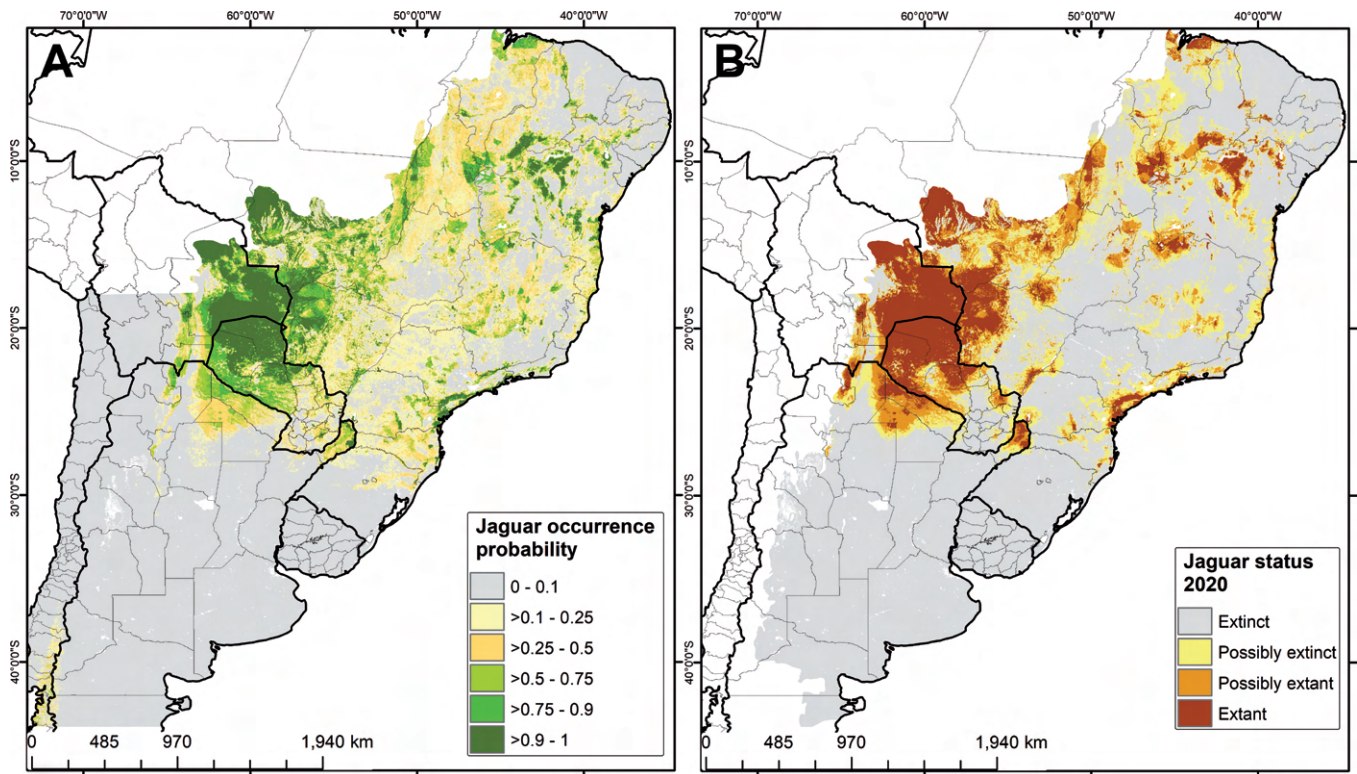 70°0'0"W 60°0'0"W 50°0'0"W 40°0'0"W
A
10°0'0"S
20°0'0"S
30°0'0"S
40°0'0"S
Jaguar occurrence
probability
0 - 0.1
>0.1 - 0.25
>0.25 - 0.5
>0.5 - 0.75
>0.75 - 0.9
>0.9 - 1
0 485 970 1,940 km
70°0'0"W 60°0'0"W 50°0'0"W 40°0'0"W
B
10°0'0"S
20°0'0"S
30°0'0"S
40°0'0"S
Jaguar status
2020
Extinct
Possibly extinct
Possibly extant
Extant
0 485 970 1,940 km